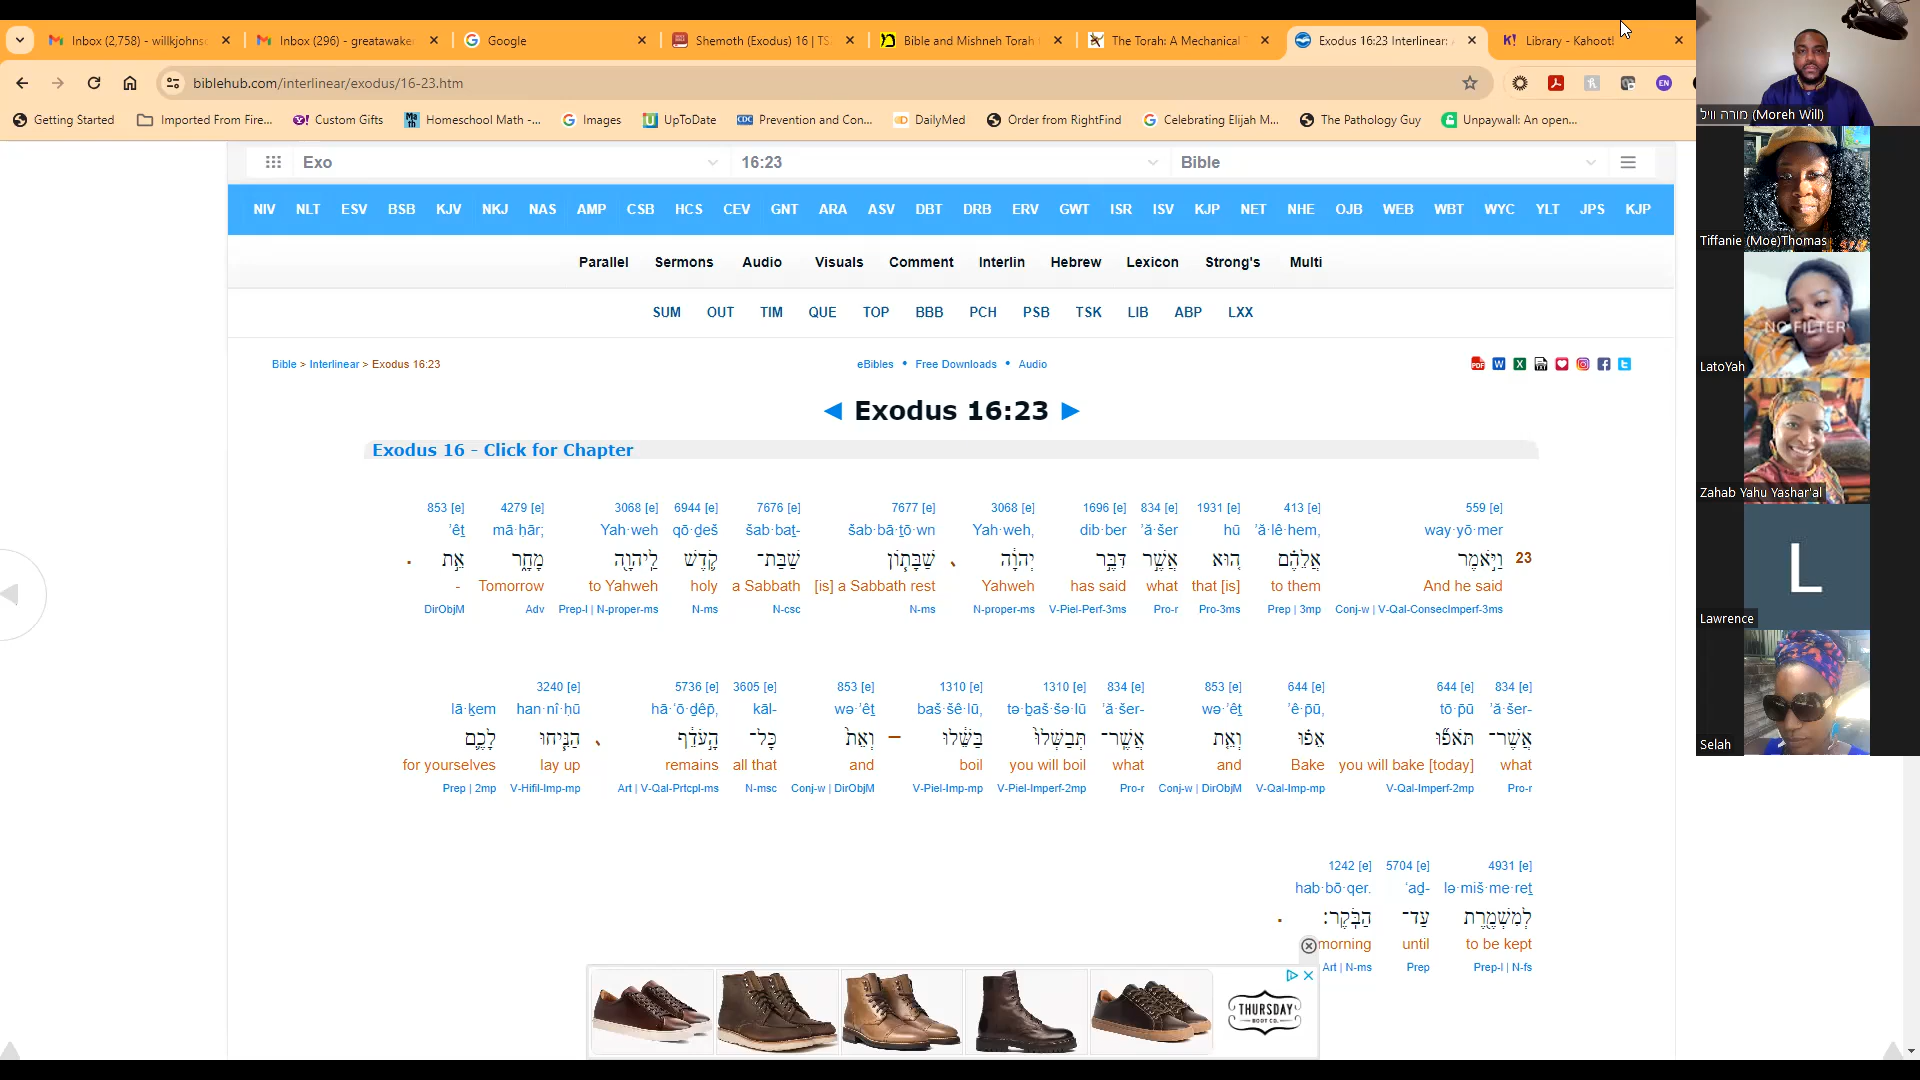 Inbox (2,758) - willkjohns
Inbox (296) - greatawake
Google
Shemoth (Exodus) 16 | TS
Bible and Mishneh Torah f
The Torah: A Mechanical T
Exodus 16:23 Interlinear:
Library - Kahoot!
biblehub.com/interlinear/exodus/16-23.htm
Getting Started
Imported From Fire...
Custom Gifts
Homeschool Math -...
Images
UpToDate
Prevention and Con...
DailyMed
Order from RightFind
Celebrating Elijah M...
The Pathology Guy
Unpaywall: An open...
Exo 16:23 Bible
NIV NLT ESV BSB KJV NKJ NAS AMP CSB HCS CEV GNT ARA ASV DBT DRB ERV GWT ISR ISV KJP NET NHE OJB WEB WBT WYC YLT JPS KJP
Parallel Sermons Audio Visuals Comment Interlin Hebrew Lexicon Strong's Multi
SUM OUT TIM QUE TOP BBB PCH PSB TSK LIB ABP LXX
Bible > Interlinear > Exodus 16:23
eBibles • Free Downloads • Audio
◄ Exodus 16:23 ►
Exodus 16 - Click for Chapter
853 [e] 4279 [e] 3068 [e] 6944 [e] 7676 [e] 7677 [e] 3068 [e] 1696 [e] 834 [e] 1931 [e] 413 [e] 559 [e]
’êṯ mā·ḥār; Yah·weh qō·ḏeš šab·baṯ- šab·bā·ṯō·wn Yah·weh, dib·ber ’ă·šer hū ’ă·lê·hem, way·yō·mer
23 וַיֹּ֣אמֶר אֲלֵהֶ֗ם ה֚וּא אֲשֶׁ֣ר דִּבֶּ֣ר יְהוָ֔ה 、 שַׁבָּת֧וֹן שַׁבַּת־ קֹ֛דֶשׁ לַֽיהוָ֖ה מָחָ֑ר אֵ֣ת .
- Tomorrow to Yahweh holy a Sabbath [is] a Sabbath rest Yahweh has said what that [is] to them And he said
DirObjM Adv Prep-l | N-proper-ms N-ms N-csc N-ms N-proper-ms V-Piel-Perf-3ms Pro-r Pro-3ms Prep | 3mp Conj-w | V-Qal-ConsecImperf-3ms
3240 [e] 5736 [e] 3605 [e] 853 [e] 1310 [e] 1310 [e] 834 [e] 853 [e] 644 [e] 644 [e] 834 [e]
lā·ḵem han·nî·ḥū hā·‘ō·ḏêp̄, kāl- wə·’êṯ baš·šê·lū, tə·ḇaš·šə·lū ’ă·šer- wə·’êṯ ’ê·p̄ū, tō·p̄ū ’ă·šer-
אֲשֶׁר־ תֹּאפ֞וּ אֵפ֗וּ וְאֵ֤ת אֲשֶֽׁר־ תְּבַשְּׁלוּ֙ בַּשֵּׁ֔לוּ – וְאֵת֙ כָּל־ הָ֣עֹדֵ֔ף 、 הַנִּ֧יחוּ לָכֶ֛ם
for yourselves lay up remains all that and boil you will boil what and Bake you will bake [today] what
Prep | 2mp V-Hifil-Imp-mp Art | V-Qal-Prtcpl-ms N-msc Conj-w | DirObjM V-Piel-Imp-mp V-Piel-Imperf-2mp Pro-r Conj-w | DirObjM V-Qal-Imp-mp V-Qal-Imperf-2mp Pro-r
1242 [e] 5704 [e] 4931 [e]
hab·bō·qer. ‘aḏ- lə·miš·me·reṯ
לְמִשְׁמֶ֖רֶת עַד־ הַבֹּֽקֶר׃ .
morning until to be kept
Art | N-ms Prep Prep-l | N-fs
THURSDAY
BOOT CO.
מורה וויל (Moreh Will)
Tiffanie (Moe)Thomas
NO FILTER
LatoYah
Zahab Yahu Yashar'al
L
Lawrence
Selah